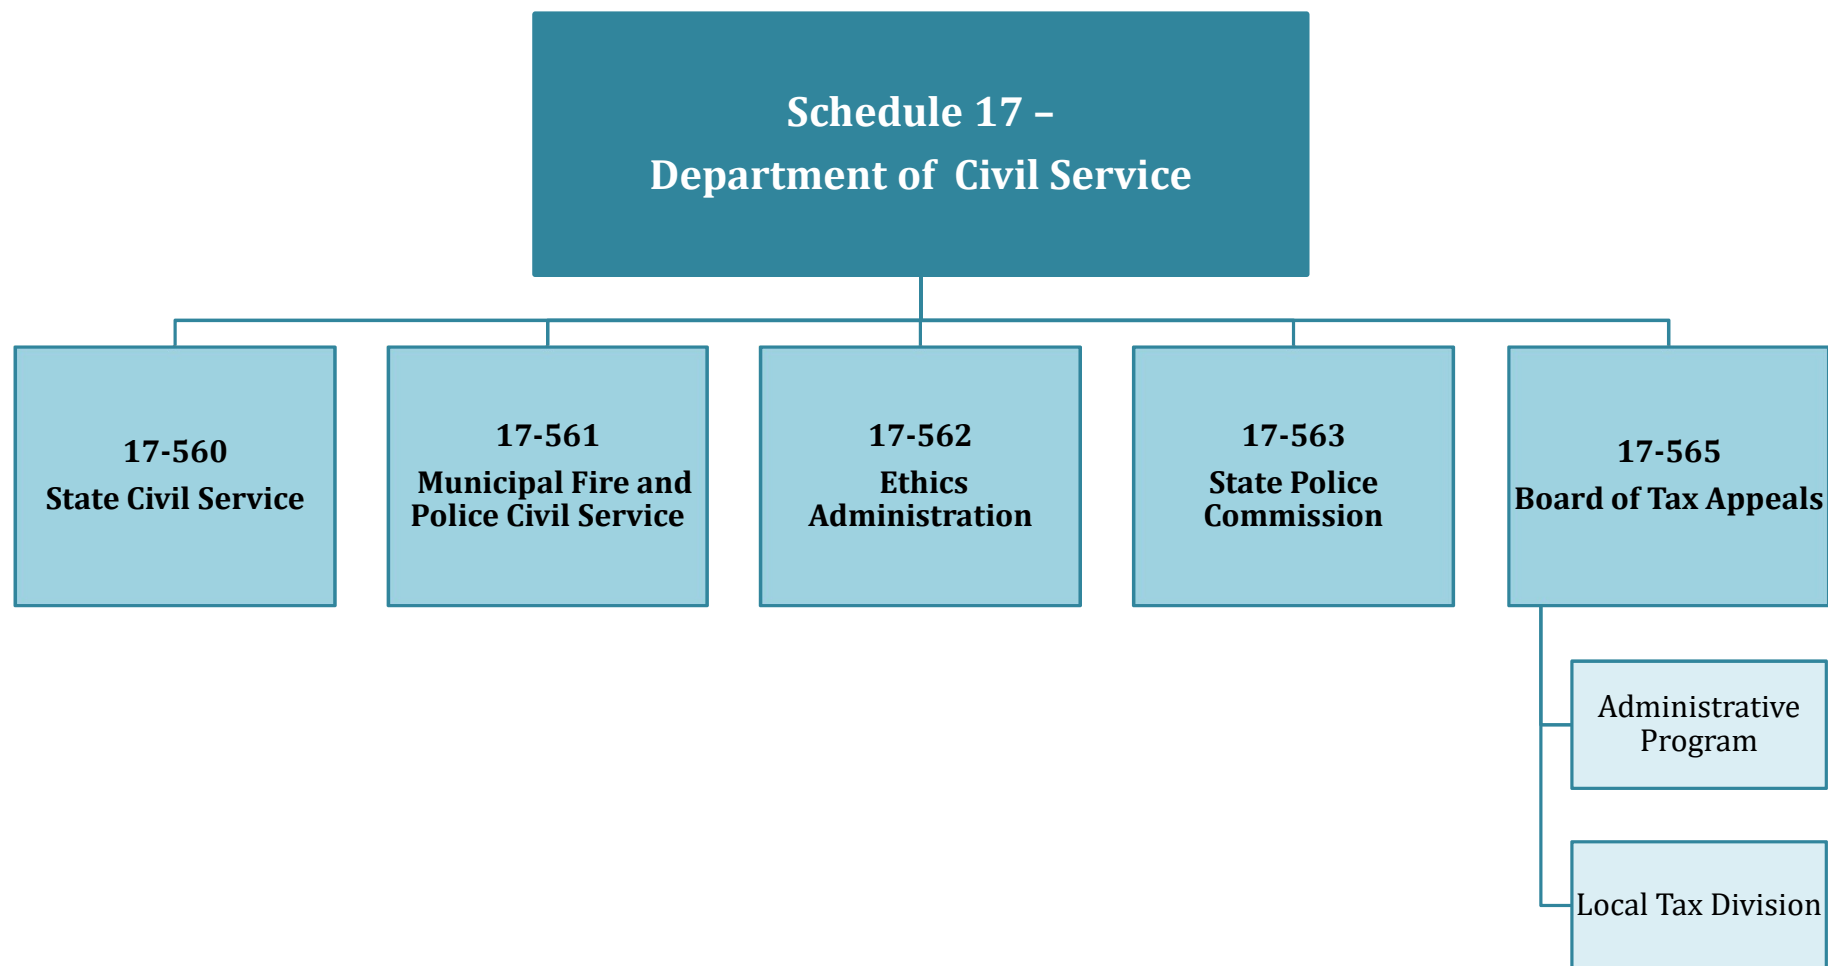 Schedule 17 –
Department of Civil Service
17-560
State Civil Service
17-561
Municipal Fire and
Police Civil Service
17-562
Ethics
Administration
17-563
State Police
Commission
17-565
Board of Tax Appeals
Administrative
Program
Local Tax Division